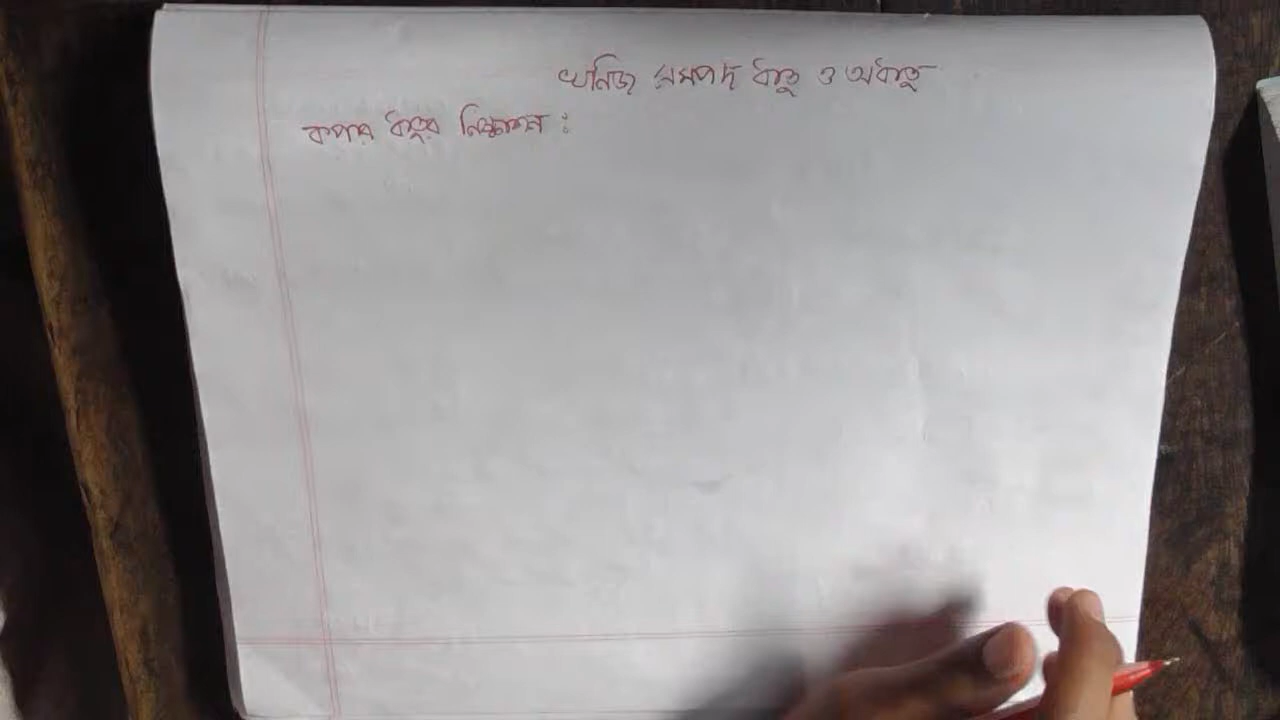 খনিজ সম্পদ ধাতু ও অধাতু
কপার ধাতুর নিষ্কাশন :